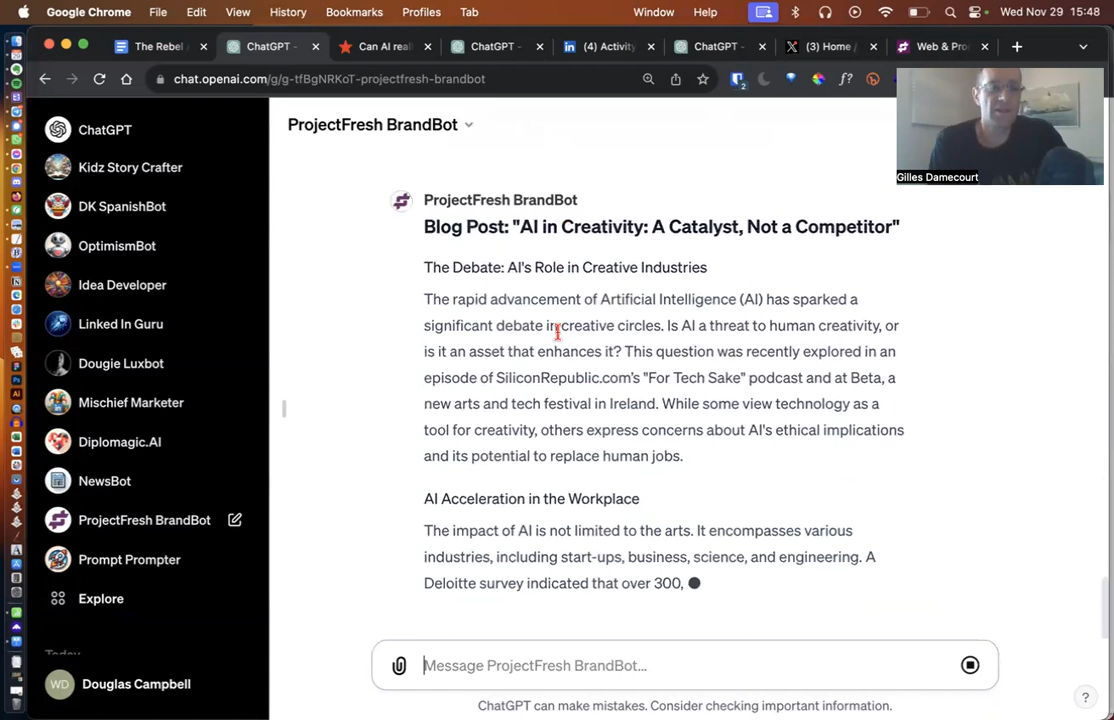 Google Chrome File Edit View History Bookmarks Profiles Tab Window Help Wed Nov 29 15:48
The Rebel ChatGPT - Can AI real ChatGPT - (4) Activity ChatGPT - (3) Home / Web & Pro
chat.openai.com/g/g-tfBgNRKoT-projectfresh-brandbot
ChatGPT
Kidz Story Crafter
DK SpanishBot
OptimismBot
Idea Developer
Linked In Guru
Dougie Luxbot
Mischief Marketer
Diplomagic.AI
NewsBot
ProjectFresh BrandBot
Prompt Prompter
Explore
Today
WD Douglas Campbell
ProjectFresh BrandBot
Gilles Damecourt
ProjectFresh BrandBot
Blog Post: "AI in Creativity: A Catalyst, Not a Competitor"
The Debate: AI's Role in Creative Industries
The rapid advancement of Artificial Intelligence (AI) has sparked a
significant debate in creative circles. Is AI a threat to human creativity, or
is it an asset that enhances it? This question was recently explored in an
episode of SiliconRepublic.com's "For Tech Sake" podcast and at Beta, a
new arts and tech festival in Ireland. While some view technology as a
tool for creativity, others express concerns about AI's ethical implications
and its potential to replace human jobs.
AI Acceleration in the Workplace
The impact of AI is not limited to the arts. It encompasses various
industries, including start-ups, business, science, and engineering. A
Deloitte survey indicated that over 300,
Message ProjectFresh BrandBot...
ChatGPT can make mistakes. Consider checking important information.
?